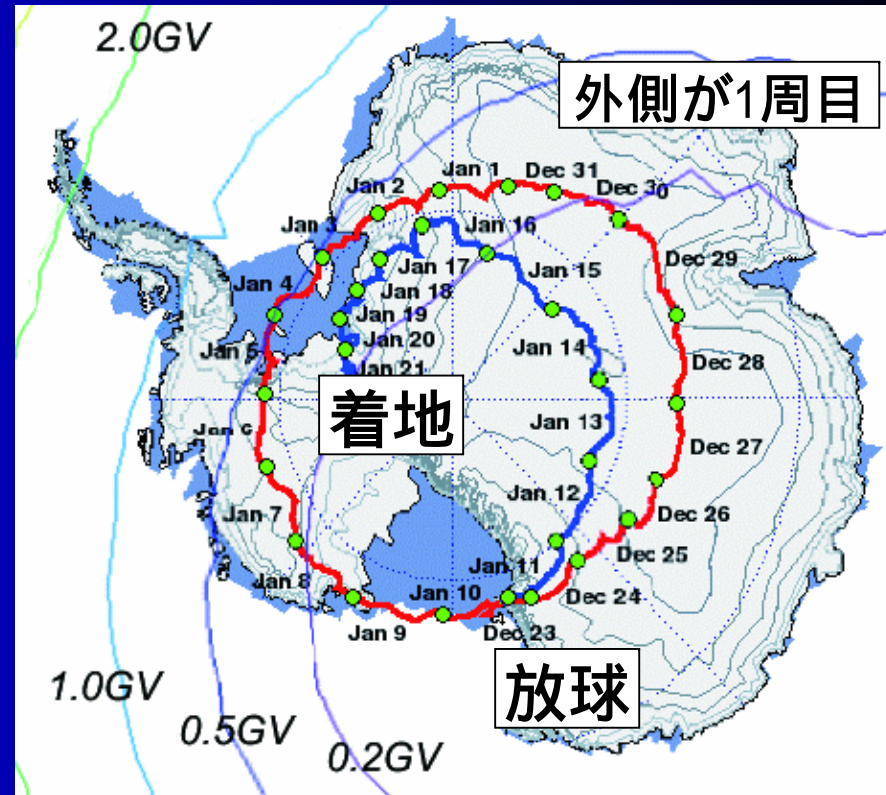 2.0GV
外側が1周目
Jan 1
Dec 31
Jan 2
Dec 30
Jan 3
Jan 16
Dec 29
Jan 17
Jan 15
Jan 4
Jan 18
Jan 19
Jan 20
Jan 14
Jan 5
Jan 21
Dec 28
着地
Jan 13
Jan 6
Dec 27
Jan 12
Jan 7
Dec 26
Dec 25
Jan 11
Jan 8
Jan 10
Dec 24
Jan 9
Dec 23
放球
1.0GV
0.5GV
0.2GV